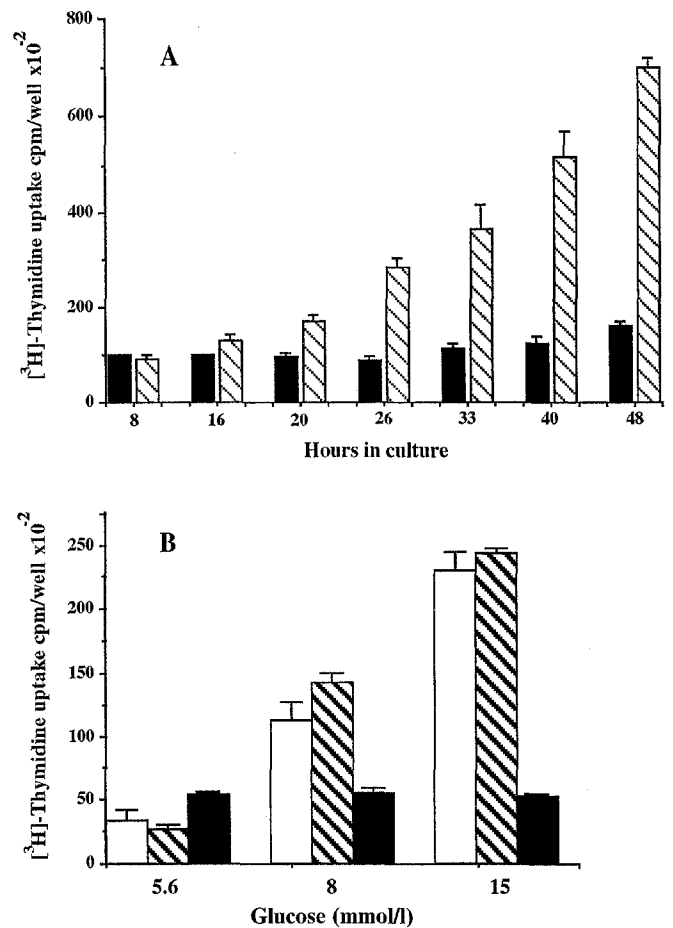 A
[³H]-Thymidine uptake cpm/well x10⁻²
800
600
400
200
0
8 16 20 26 33 40 48
Hours in culture
B
[³H]-Thymidine uptake cpm/well x10⁻²
250
200
150
100
50
0
5.6 8 15
Glucose (mmol/l)